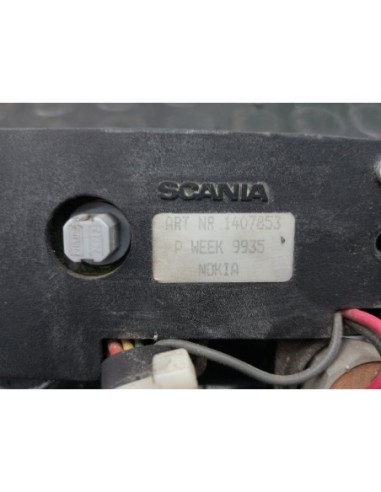 SCANIA
ART NR 1407853
P WEEK 9935
NOKIA